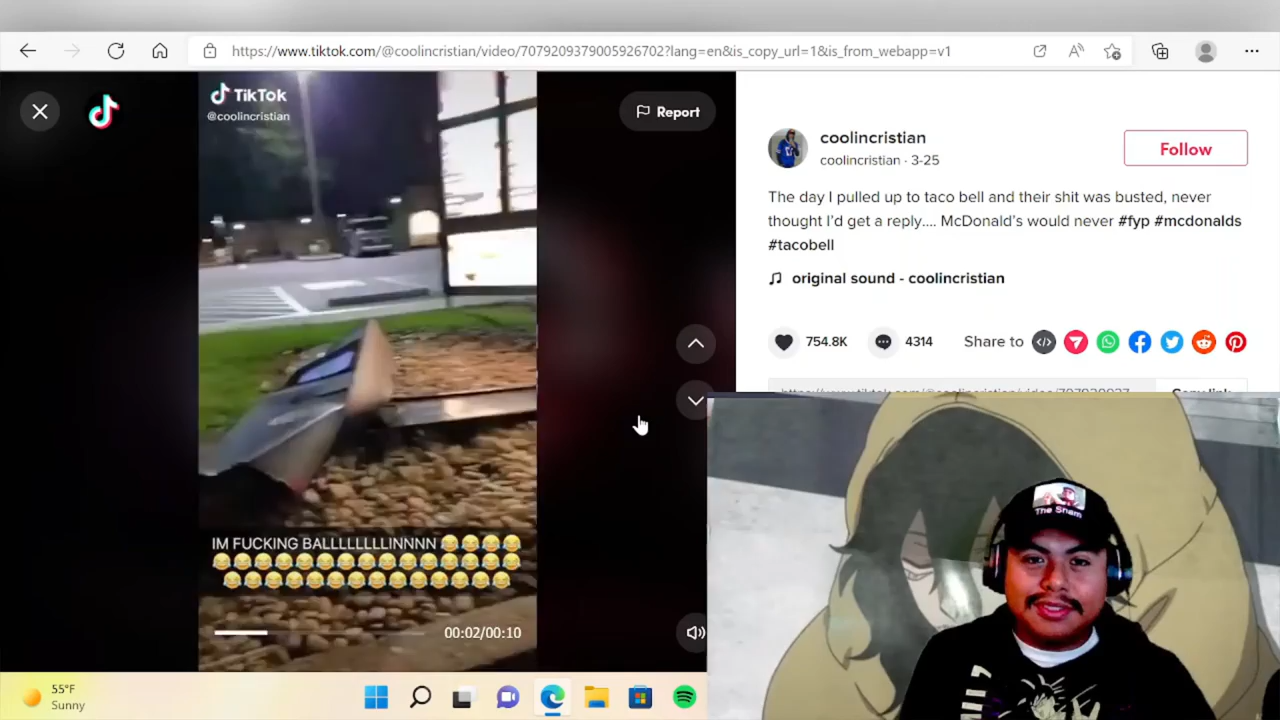 https://www.tiktok.com/@coolincristian/video/7079209379005926702?lang=en&is_copy_url=1&is_from_webapp=v1
TikTok
@coolincristian
Report
coolincristian
coolincristian · 3-25
Follow
The day I pulled up to taco bell and their shit was busted, never
thought I'd get a reply.... McDonald's would never #fyp #mcdonalds
#tacobell
original sound - coolincristian
754.8K
4314
Share to
IM FUCKING BALLLLLLLLINNNN 😂😂😂😂
😂😂😂😂😂😂😂😂😂😂😂😂😂😂😂
😂😂😂😂😂😂😂😂😂😂😂😂😂😂
00:02/00:10
The Sham
55°F
Sunny